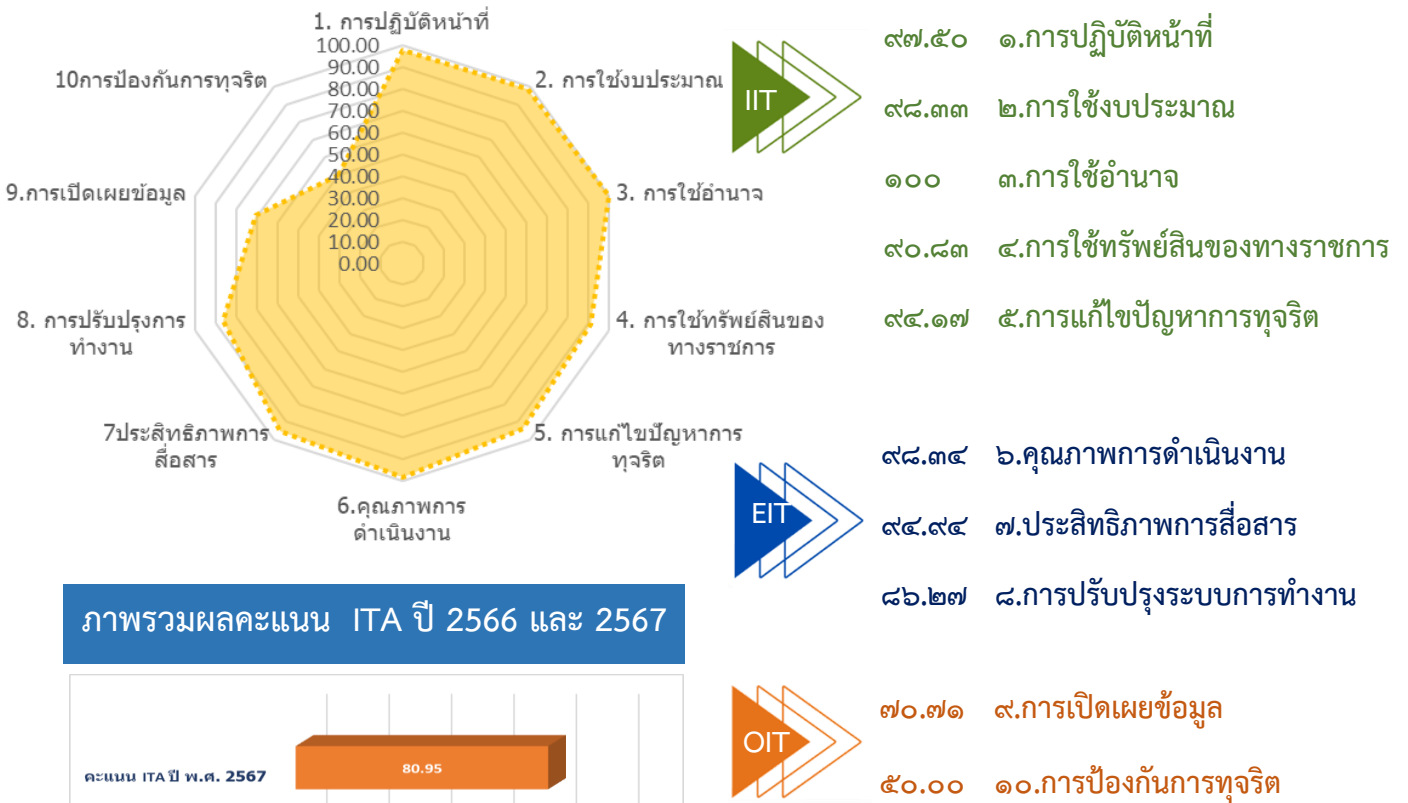 1. การปฏิบัติหน้าที่
100.00
90.00
80.00
70.00
60.00
50.00
40.00
30.00
20.00
10.00
0.00
2. การใช้งบประมาณ
3. การใช้อำนาจ
4. การใช้ทรัพย์สินของ
ทางราชการ
5. การแก้ไขปัญหาการ
ทุจริต
6.คุณภาพการ
ดำเนินงาน
7ประสิทธิภาพการ
สื่อสาร
8. การปรับปรุงการ
ทำงาน
9.การเปิดเผยข้อมูล
10การป้องกันการทุจริต
IIT
๙๗.๕๐ ๑.การปฏิบัติหน้าที่
๙๘.๓๓ ๒.การใช้งบประมาณ
๑๐๐ ๓.การใช้อำนาจ
๙๐.๘๓ ๔.การใช้ทรัพย์สินของทางราชการ
๙๔.๑๗ ๕.การแก้ไขปัญหาการทุจริต
EIT
๙๘.๓๔ ๖.คุณภาพการดำเนินงาน
๙๔.๙๔ ๗.ประสิทธิภาพการสื่อสาร
๘๖.๒๗ ๘.การปรับปรุงระบบการทำงาน
OIT
๗๐.๗๑ ๙.การเปิดเผยข้อมูล
๕๐.๐๐ ๑๐.การป้องกันการทุจริต
ภาพรวมผลคะแนน ITA ปี 2566 และ 2567
คะแนน ITA ปี พ.ศ. 2567
80.95